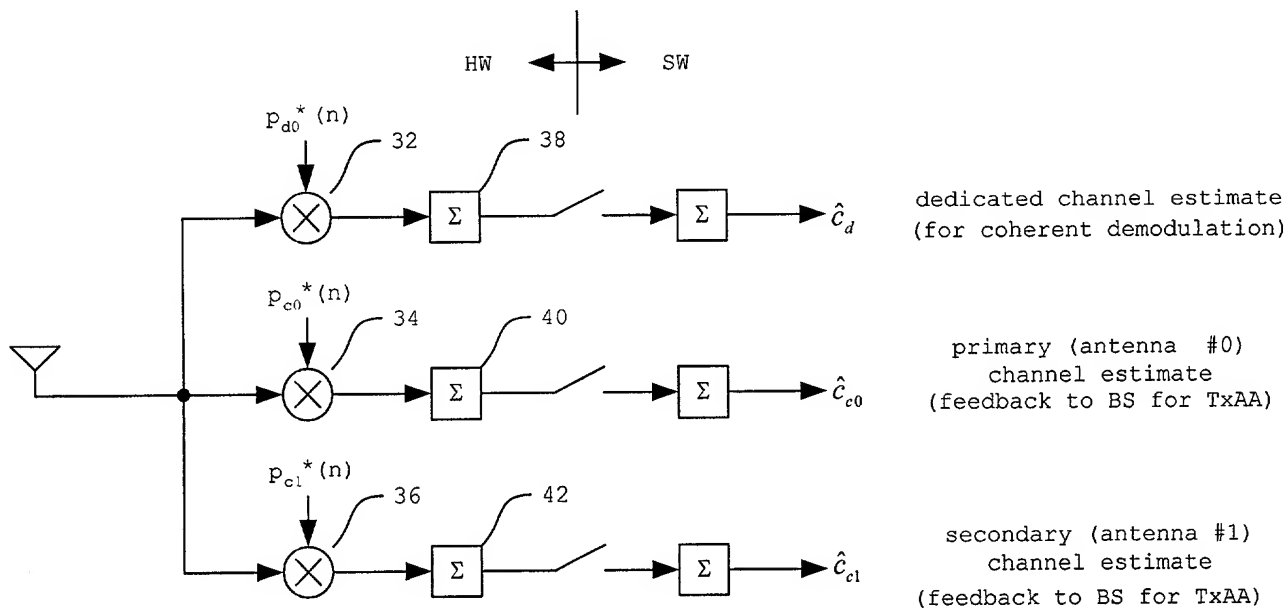 HW SW
p_d0*(n)
32 38
Σ Σ ĉ_d
dedicated channel estimate
(for coherent demodulation)
p_c0*(n)
34 40
Σ Σ ĉ_c0
primary (antenna #0)
channel estimate
(feedback to BS for TxAA)
p_c1*(n)
36 42
Σ Σ ĉ_c1
secondary (antenna #1)
channel estimate
(feedback to BS for TxAA)